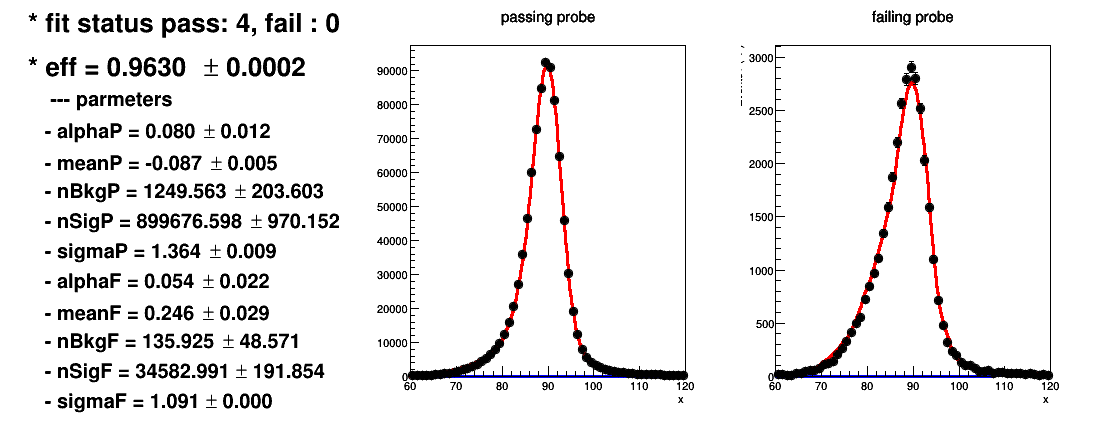 * fit status pass: 4, fail : 0
* eff = 0.9630 ± 0.0002
--- parmeters
- alphaP = 0.080 ± 0.012
- meanP = -0.087 ± 0.005
- nBkgP = 1249.563 ± 203.603
- nSigP = 899676.598 ± 970.152
- sigmaP = 1.364 ± 0.009
- alphaF = 0.054 ± 0.022
- meanF = 0.246 ± 0.029
- nBkgF = 135.925 ± 48.571
- nSigF = 34582.991 ± 191.854
- sigmaF = 1.091 ± 0.000
passing probe
90000
80000
70000
60000
50000
40000
30000
20000
10000
0
60 70 80 90 100 110 120
x
failing probe
3000
2500
2000
1500
1000
500
0
60 70 80 90 100 110 120
x